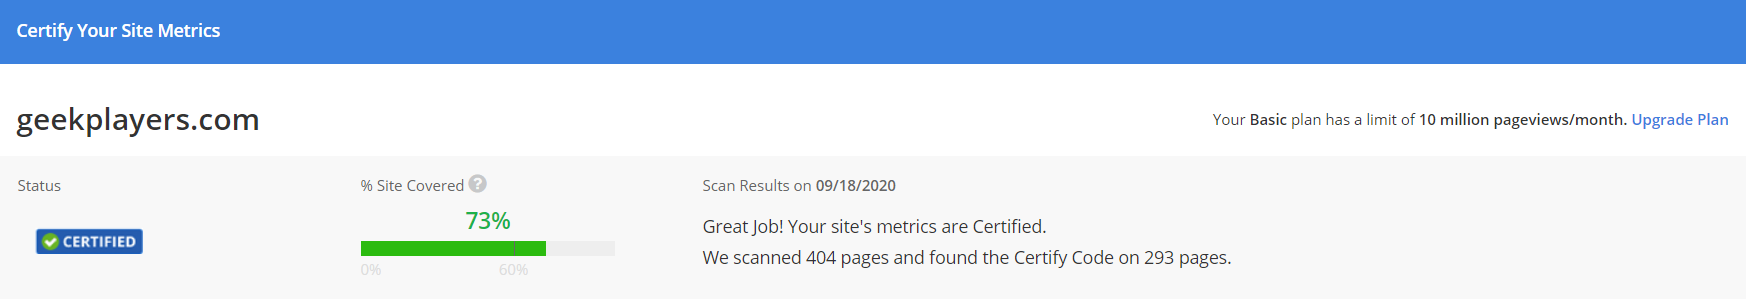 Certify Your Site Metrics
geekplayers.com
Your Basic plan has a limit of 10 million pageviews/month. Upgrade Plan
Status
% Site Covered ?
Scan Results on 09/18/2020
73%
Great Job! Your site's metrics are Certified.
CERTIFIED
We scanned 404 pages and found the Certify Code on 293 pages.
0%
60%